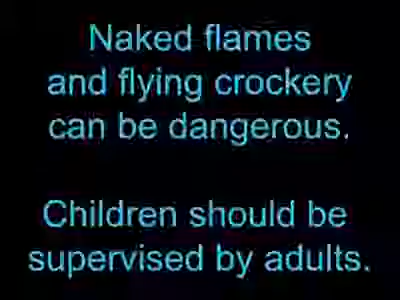 Naked flames
and flying crockery
can be dangerous.
Children should be
supervised by adults.